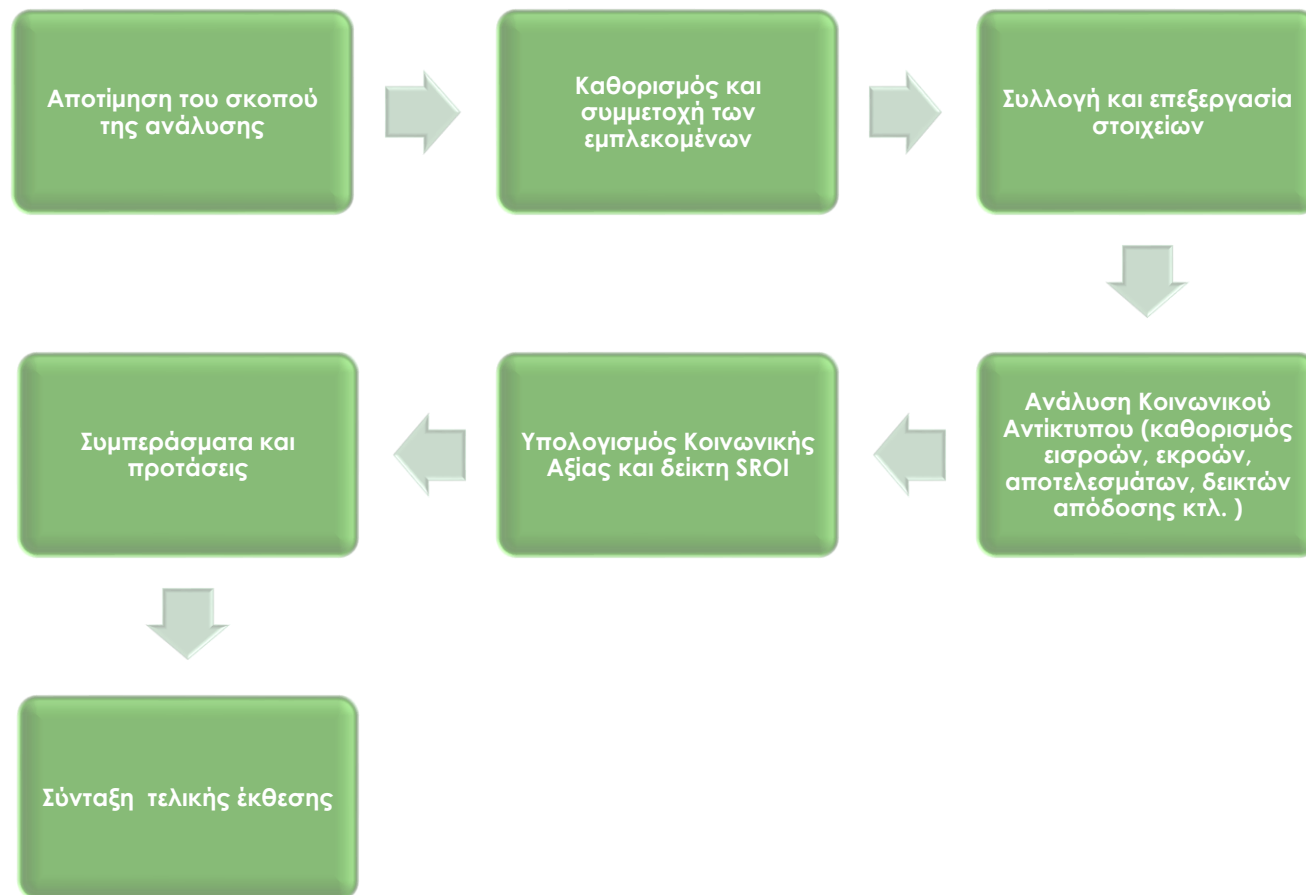 Αποτίμηση του σκοπού
της ανάλυσης
Καθορισμός και
συμμετοχή των
εμπλεκομένων
Συλλογή και επεξεργασία
στοιχείων
Ανάλυση Κοινωνικού
Αντίκτυπου (καθορισμός
εισροών, εκροών,
αποτελεσμάτων, δεικτών
απόδοσης κτλ. )
Υπολογισμός Κοινωνικής
Αξίας και δείκτη SROI
Συμπεράσματα και
προτάσεις
Σύνταξη  τελικής έκθεσης